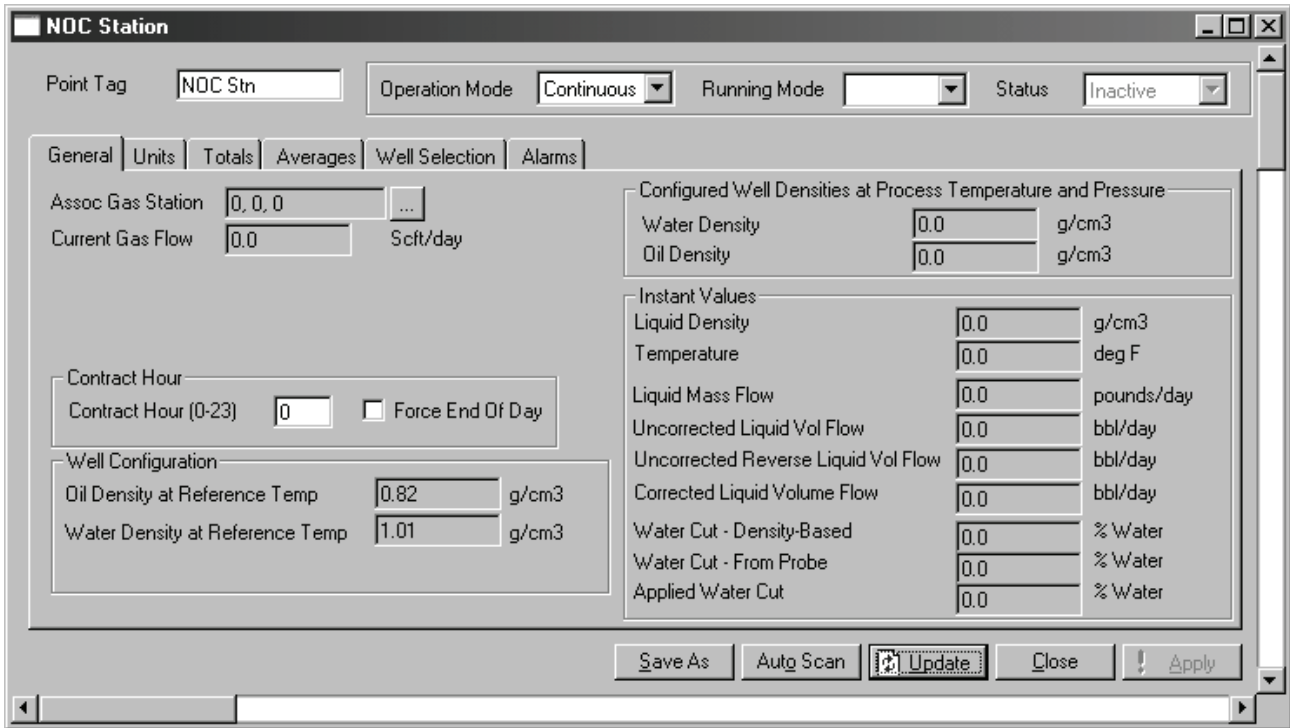 NOC Station
Point Tag NOC Stn Operation Mode Continuous Running Mode Status Inactive
General Units Totals Averages Well Selection Alarms
Assoc Gas Station 0, 0, 0 ...
Current Gas Flow 0.0 Scft/day
Configured Well Densities at Process Temperature and Pressure
Water Density 0.0 g/cm3
Oil Density 0.0 g/cm3
Contract Hour
Contract Hour (0-23) 0 Force End Of Day
Well Configuration
Oil Density at Reference Temp 0.82 g/cm3
Water Density at Reference Temp 1.01 g/cm3
Instant Values
Liquid Density 0.0 g/cm3
Temperature 0.0 deg F
Liquid Mass Flow 0.0 pounds/day
Uncorrected Liquid Vol Flow 0.0 bbl/day
Uncorrected Reverse Liquid Vol Flow 0.0 bbl/day
Corrected Liquid Volume Flow 0.0 bbl/day
Water Cut - Density-Based 0.0 % Water
Water Cut - From Probe 0.0 % Water
Applied Water Cut 0.0 % Water
Save As Auto Scan Update Close ! Apply